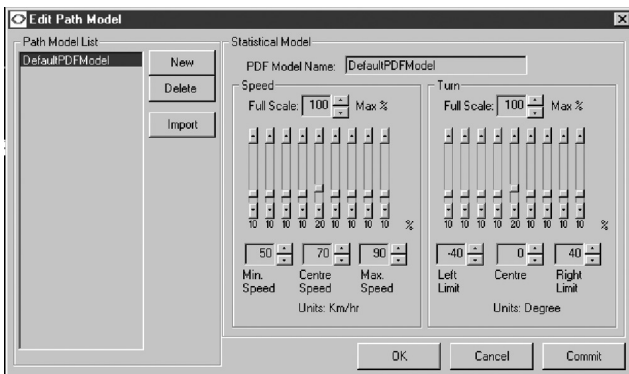 Edit Path Model
Path Model List
DefaultPDFModel
New
Delete
Import
Statistical Model
PDF Model Name: DefaultPDFModel
Speed
Full Scale: 100 Max %
10 10 10 10 20 10 10 10 10 %
50 70 90
Min. Speed
Centre Speed
Max. Speed
Units: Km/hr
Turn
Full Scale: 100 Max %
10 10 10 10 20 10 10 10 10 %
-40 0 40
Left Limit
Centre
Right Limit
Units: Degree
OK
Cancel
Commit